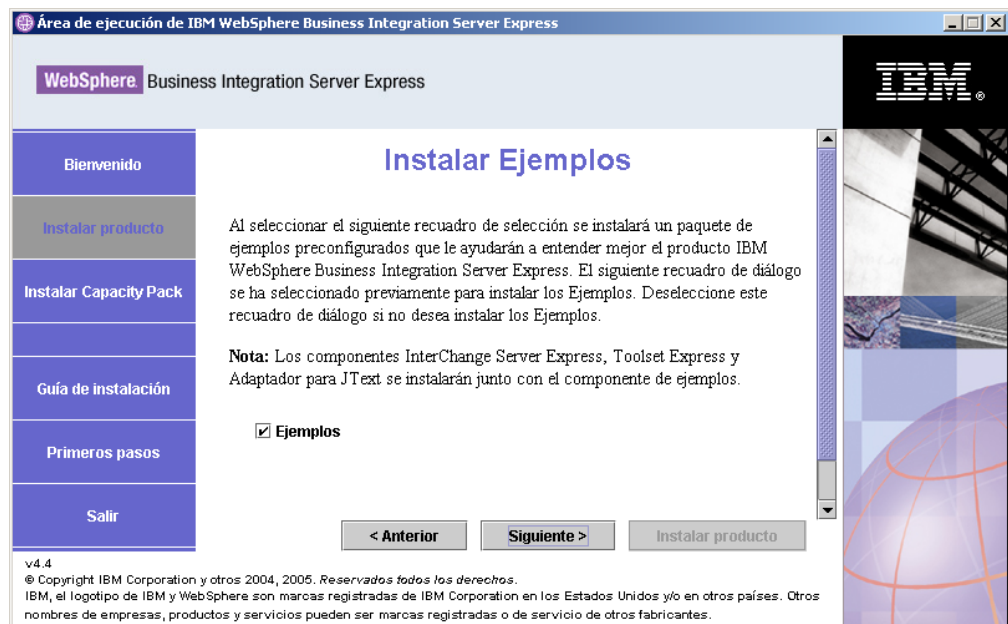 Área de ejecución de IBM WebSphere Business Integration Server Express
WebSphere. Business Integration Server Express
IBM®
Bienvenido
Instalar producto
Instalar Capacity Pack
Guía de instalación
Primeros pasos
Salir
Instalar Ejemplos
Al seleccionar el siguiente recuadro de selección se instalará un paquete de
ejemplos preconfigurados que le ayudarán a entender mejor el producto IBM
WebSphere Business Integration Server Express. El siguiente recuadro de diálogo
se ha seleccionado previamente para instalar los Ejemplos. Deseleccione este
recuadro de diálogo si no desea instalar los Ejemplos.
Nota: Los componentes InterChange Server Express, Toolset Express y
Adaptador para JText se instalarán junto con el componente de ejemplos.
Ejemplos
< Anterior
Siguiente >
Instalar producto
v4.4
© Copyright IBM Corporation y otros 2004, 2005. Reservados todos los derechos.
IBM, el logotipo de IBM y WebSphere son marcas registradas de IBM Corporation en los Estados Unidos y/o en otros países. Otros
nombres de empresas, productos y servicios pueden ser marcas registradas o de servicio de otros fabricantes.